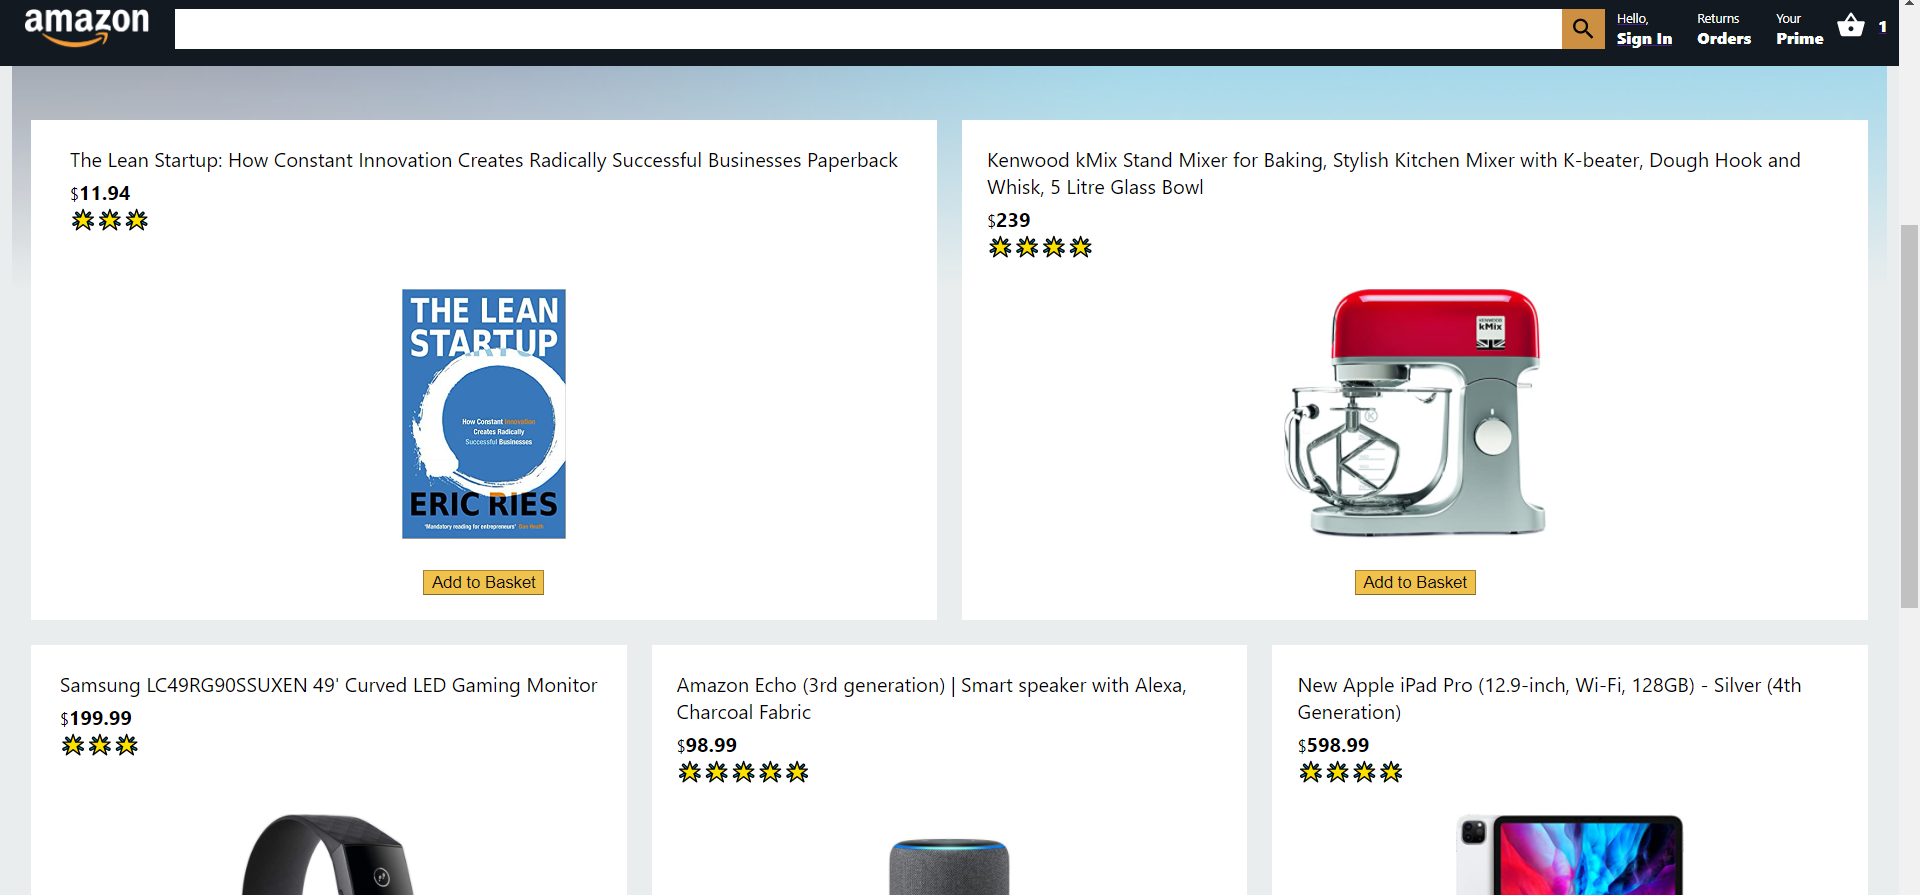 amazon
Hello,
Sign In
Returns
Orders
Your
Prime
1
The Lean Startup: How Constant Innovation Creates Radically Successful Businesses Paperback
$11.94
THE LEAN
STARTUP
How Constant Innovation
Creates Radically
Successful Businesses
ERIC RIES
'Mandatory reading for entrepreneurs' Dan Heath
Add to Basket
Kenwood kMix Stand Mixer for Baking, Stylish Kitchen Mixer with K-beater, Dough Hook and
Whisk, 5 Litre Glass Bowl
$239
KENWOOD
kMix
K
Add to Basket
Samsung LC49RG90SSUXEN 49' Curved LED Gaming Monitor
$199.99
Amazon Echo (3rd generation) | Smart speaker with Alexa,
Charcoal Fabric
$98.99
New Apple iPad Pro (12.9-inch, Wi-Fi, 128GB) - Silver (4th
Generation)
$598.99